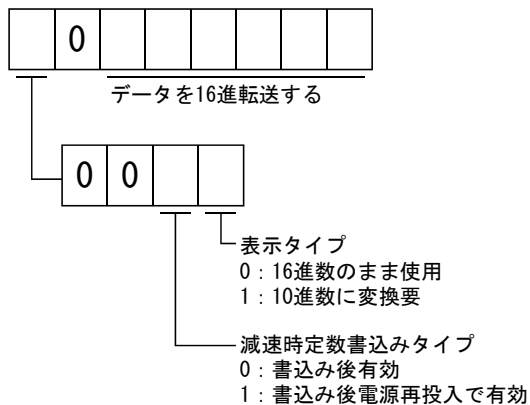 0
データを16進転送する
0 0
表示タイプ
0：16進数のまま使用
1：10進数に変換要
減速時定数書込みタイプ
0：書込み後有効
1：書込み後電源再投入で有効